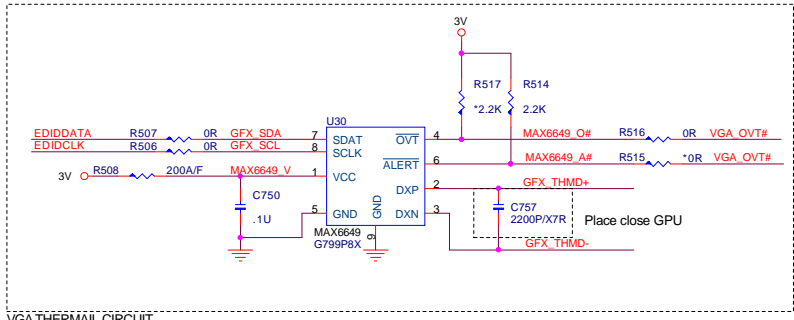 3V
R517
R514
*2.2K
2.2K
U30
EDIDDATA R507 0R GFX_SDA 7 SDAT OVT 4 MAX6649_O# R516 0R VGA_OVT#
EDIDCLK R506 0R GFX_SCL 8 SCLK
ALERT 6 MAX6649_A# R515 *0R VGA_OVT#
3V R508 200A/F MAX6649_V 1 VCC
DXP 2 GFX_THMD+
C750
.1U
C757
2200P/X7R
Place close GPU
5 GND GND DXN 3
MAX6649
G799P8X
9
GFX_THMD-
VGA THERMAIL CIRCUIT